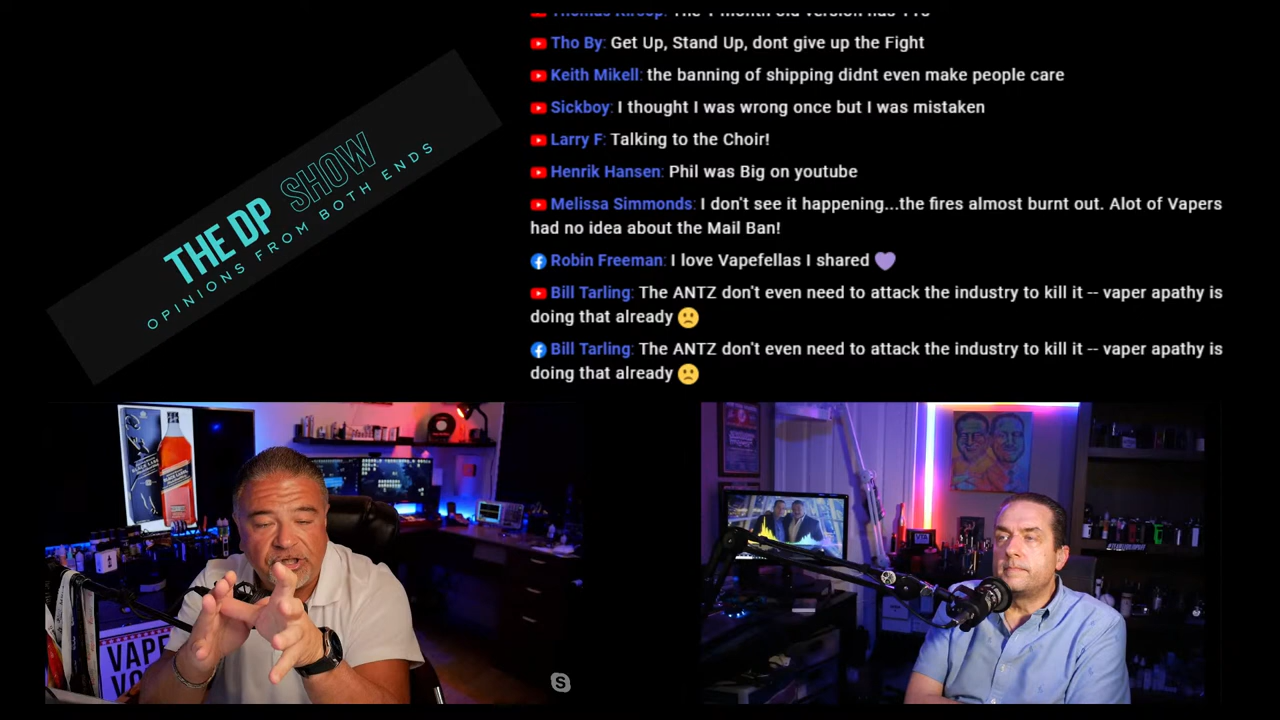 Tho By: Get Up, Stand Up, dont give up the Fight
Keith Mikell: the banning of shipping didnt even make people care
Sickboy: I thought I was wrong once but I was mistaken
Larry F: Talking to the Choir!
Henrik Hansen: Phil was Big on youtube
Melissa Simmonds: I don't see it happening...the fires almost burnt out. Alot of Vapers
had no idea about the Mail Ban!
Robin Freeman: I love Vapefellas I shared 💜
Bill Tarling: The ANTZ don't even need to attack the industry to kill it -- vaper apathy is
doing that already 🙁
Bill Tarling: The ANTZ don't even need to attack the industry to kill it -- vaper apathy is
doing that already 🙁
THE DP SHOW
OPINIONS FROM BOTH ENDS
VAPE
VO